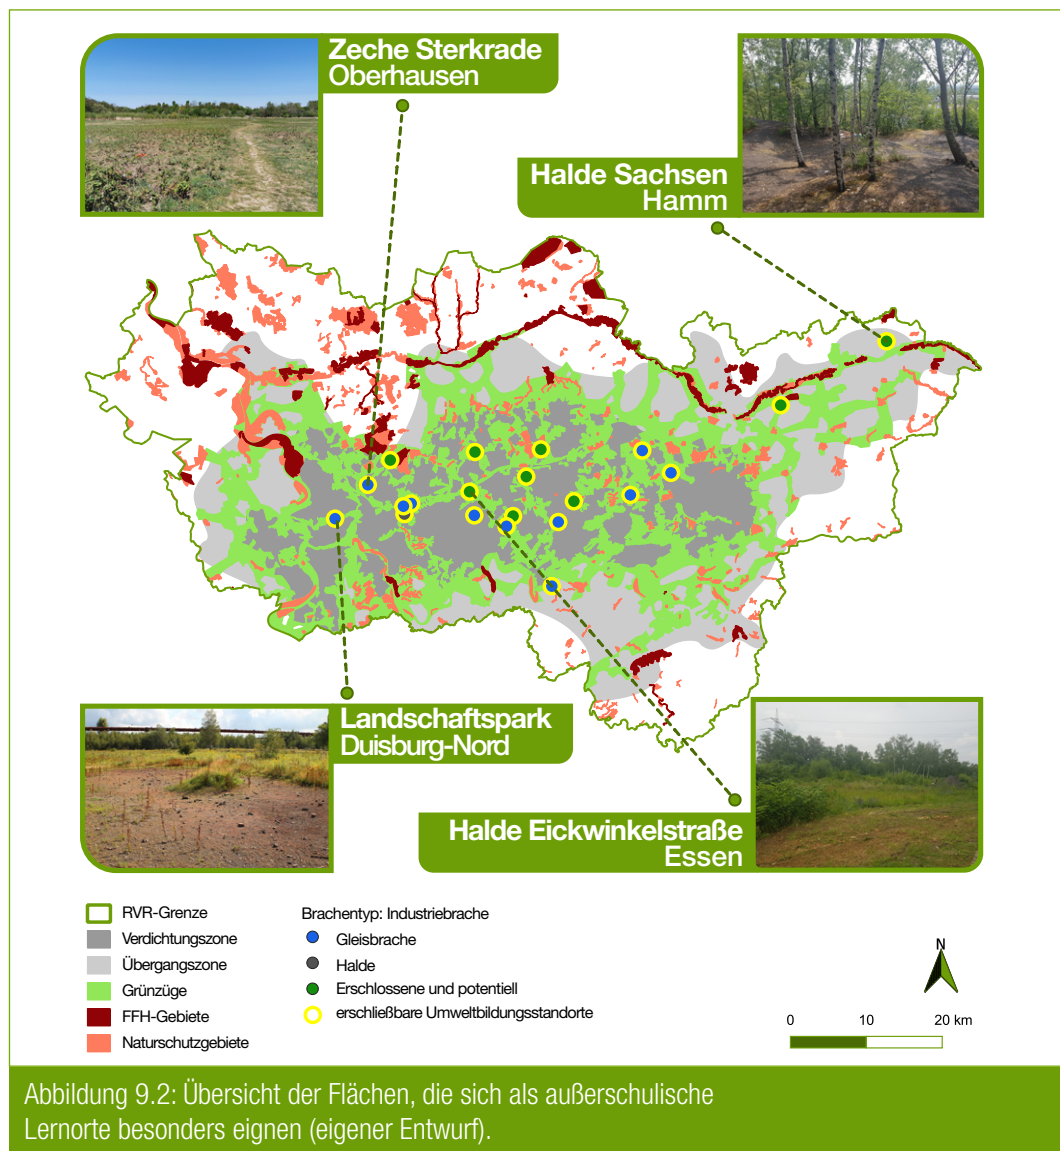 Zeche Sterkrade
Oberhausen
Halde Sachsen
Hamm
Landschaftspark
Duisburg-Nord
Halde Eickwinkelstraße
Essen
RVR-Grenze
Verdichtungszone
Übergangszone
Grünzüge
FFH-Gebiete
Naturschutzgebiete
Brachentyp: Industriebrache
Gleisbrache
Halde
Erschlossene und potentiell
erschließbare Umweltbildungsstandorte
N
0 10 20 km
Abbildung 9.2: Übersicht der Flächen, die sich als außerschulische
Lernorte besonders eignen (eigener Entwurf).